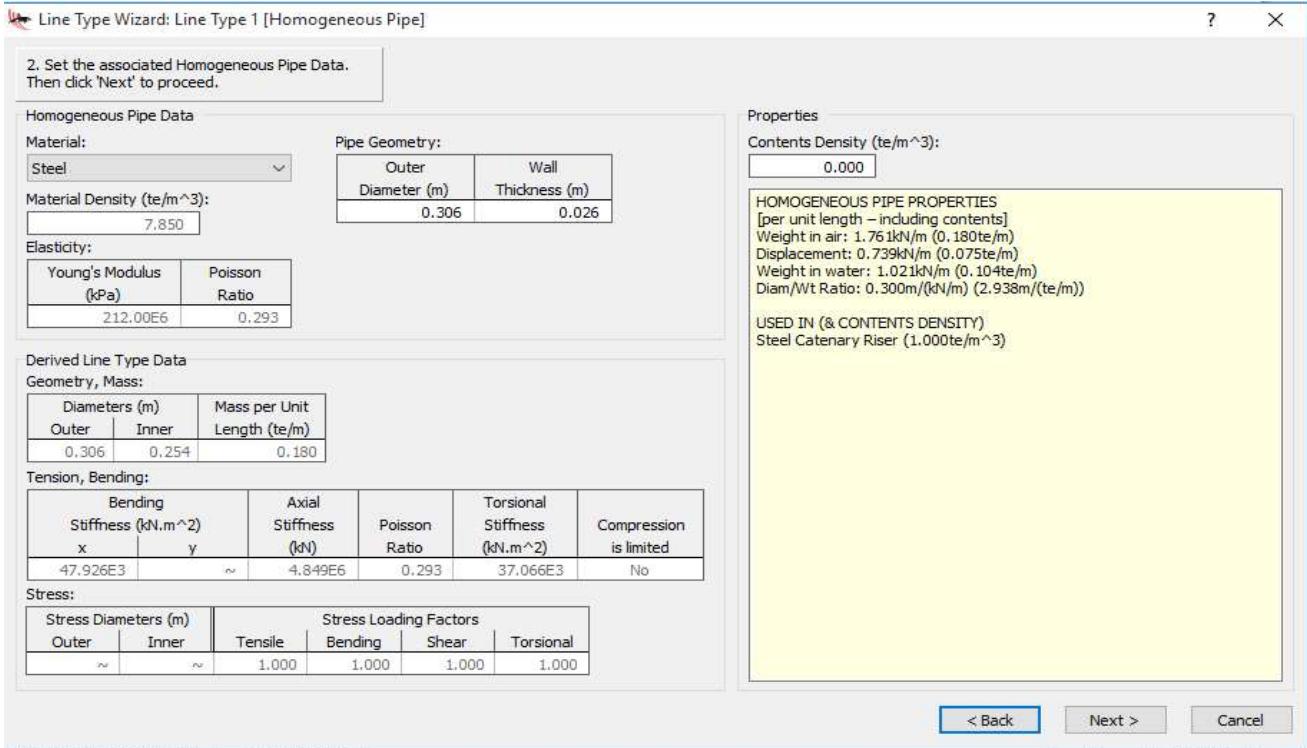 Line Type Wizard: Line Type 1 [Homogeneous Pipe]
?
2. Set the associated Homogeneous Pipe Data.
Then click 'Next' to proceed.
Homogeneous Pipe Data
Material:
Steel
Material Density (te/m^3):
7.850
Elasticity:
Young's Modulus Poisson
(kPa) Ratio
212.00E6 0.293
Pipe Geometry:
Outer Wall
Diameter (m) Thickness (m)
0.306 0.026
Derived Line Type Data
Geometry, Mass:
Diameters (m) Mass per Unit
Outer Inner Length (te/m)
0.306 0.254 0.180
Tension, Bending:
Bending Axial Torsional
Stiffness (kN.m^2) Stiffness Poisson Stiffness Compression
x y (kN) Ratio (kN.m^2) is limited
47.926E3 ~ 4.849E6 0.293 37.066E3 No
Stress:
Stress Diameters (m) Stress Loading Factors
Outer Inner Tensile Bending Shear Torsional
~ ~ 1.000 1.000 1.000 1.000
Properties
Contents Density (te/m^3):
0.000
HOMOGENEOUS PIPE PROPERTIES
[per unit length – including contents]
Weight in air: 1.761kN/m (0.180te/m)
Displacement: 0.739kN/m (0.075te/m)
Weight in water: 1.021kN/m (0.104te/m)
Diam/Wt Ratio: 0.300m/(kN/m) (2.938m/(te/m))
USED IN (& CONTENTS DENSITY)
Steel Catenary Riser (1.000te/m^3)
< Back Next > Cancel